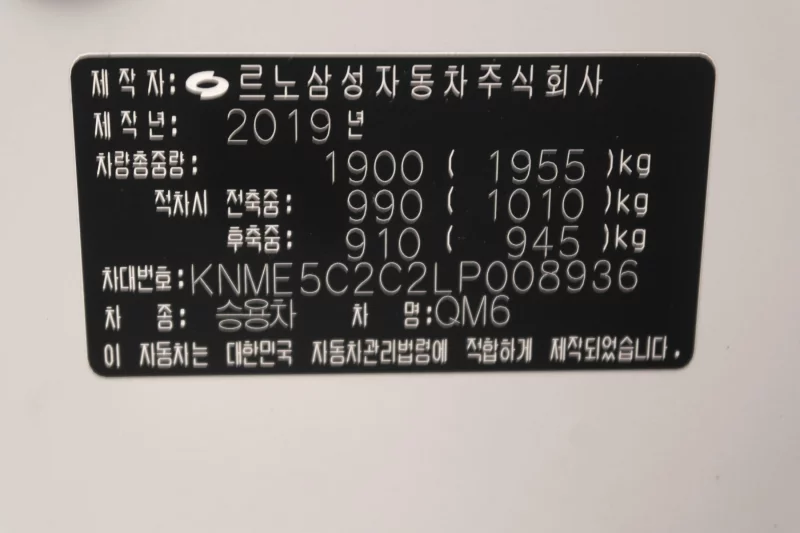 제 작 자: 르노삼성자동차주식회사
제 작 년: 2019 년
차량총중량: 1900 ( 1955 )kg
적차시 전축중: 990 ( 1010 )kg
후축중: 910 ( 945 )kg
차대번호:KNME5C2C2LP008936
차 종: 승용차 차 명:QM6
이 자동차는 대한민국 자동차관리법령에 적합하게 제작되었습니다.